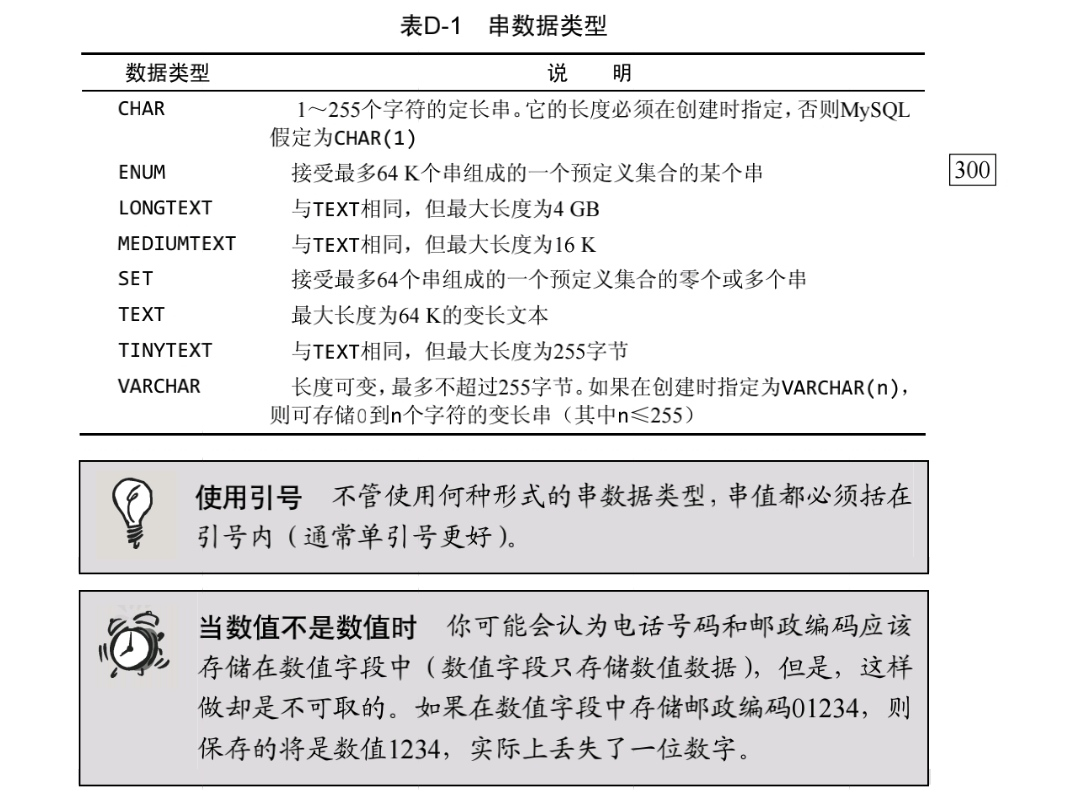 表D-1 串数据类型
数据类型 说 明
CHAR 1～255个字符的定长串。它的长度必须在创建时指定，否则MySQL
假定为CHAR(1)
ENUM 接受最多64 K个串组成的一个预定义集合的某个串
300
LONGTEXT 与TEXT相同，但最大长度为4 GB
MEDIUMTEXT 与TEXT相同，但最大长度为16 K
SET 接受最多64个串组成的一个预定义集合的零个或多个串
TEXT 最大长度为64 K的变长文本
TINYTEXT 与TEXT相同，但最大长度为255字节
VARCHAR 长度可变，最多不超过255字节。如果在创建时指定为VARCHAR(n)，
则可存储0到n个字符的变长串（其中n≤255）
使用引号 不管使用何种形式的串数据类型，串值都必须括在
引号内（通常单引号更好）。
当数值不是数值时 你可能会认为电话号码和邮政编码应该
存储在数值字段中（数值字段只存储数值数据），但是，这样
做却是不可取的。如果在数值字段中存储邮政编码01234，则
保存的将是数值1234，实际上丢失了一位数字。